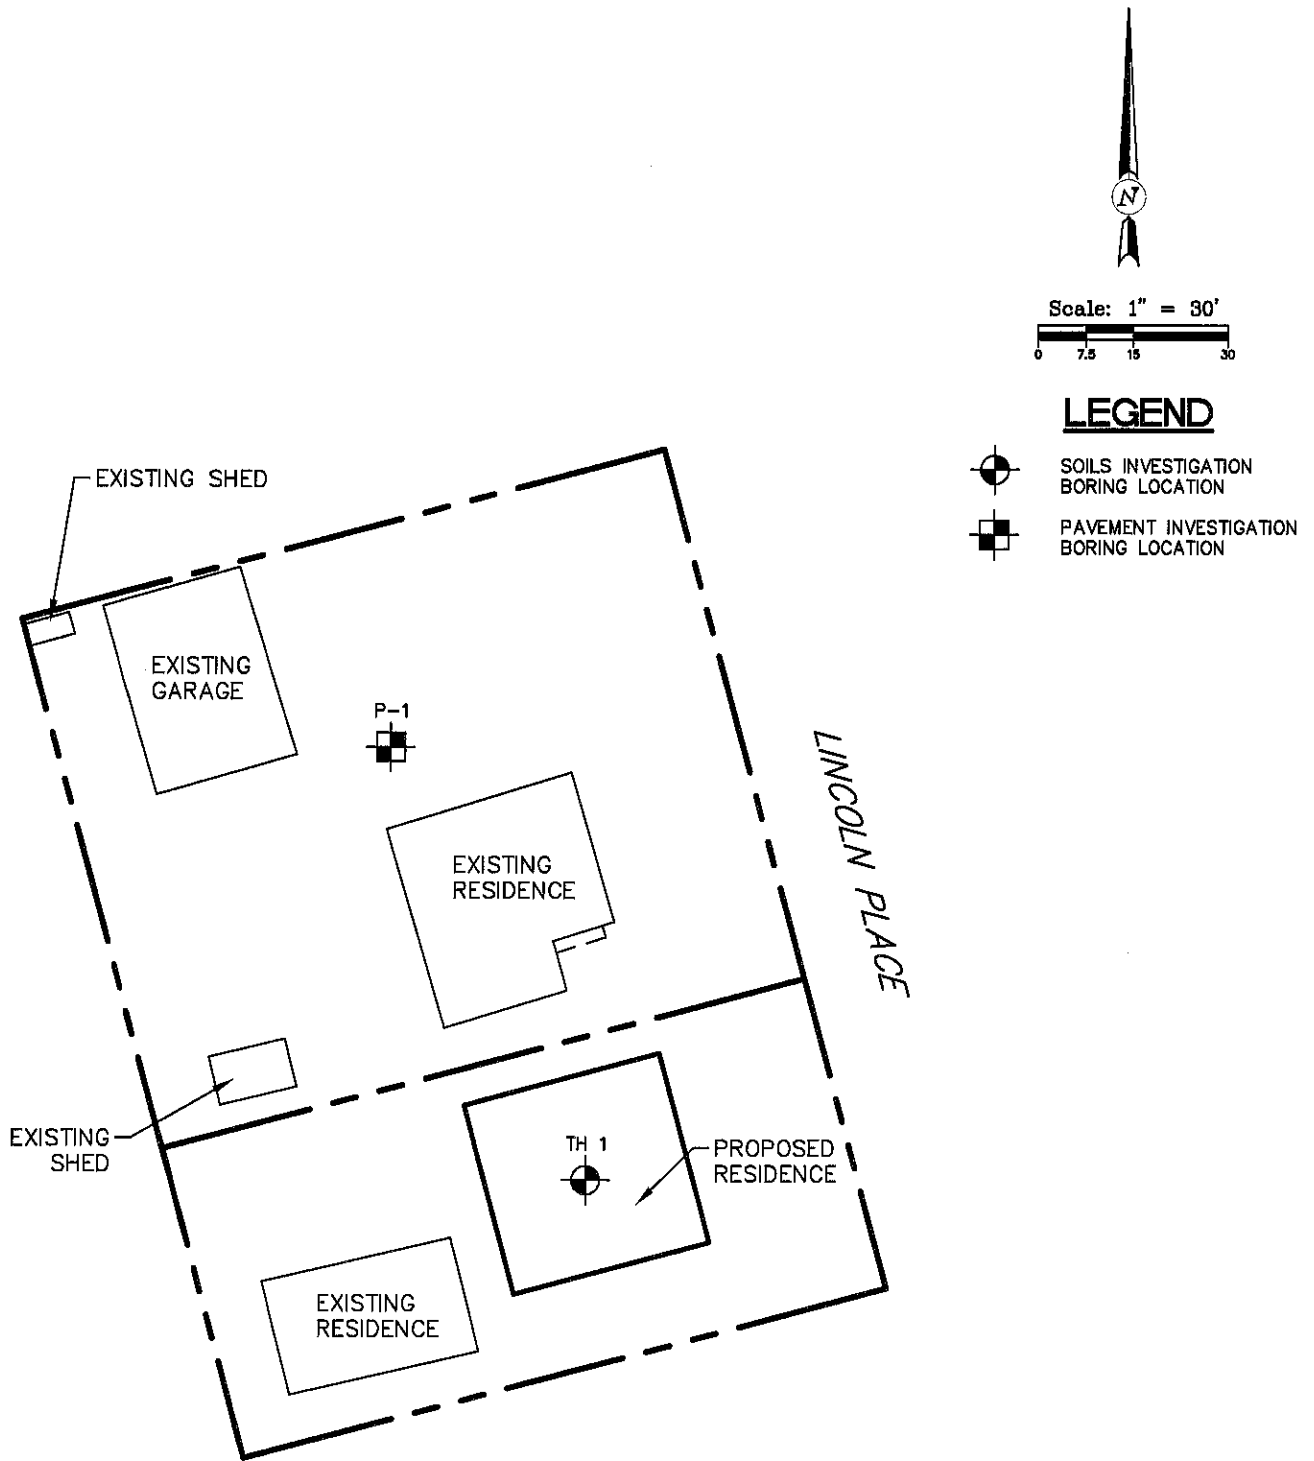 N
Scale: 1" = 30'
0 7.5 15 30
LEGEND
SOILS INVESTIGATION
BORING LOCATION
PAVEMENT INVESTIGATION
BORING LOCATION
EXISTING SHED
EXISTING
GARAGE
P-1
EXISTING
RESIDENCE
LINCOLN PLACE
EXISTING
SHED
TH 1
PROPOSED
RESIDENCE
EXISTING
RESIDENCE